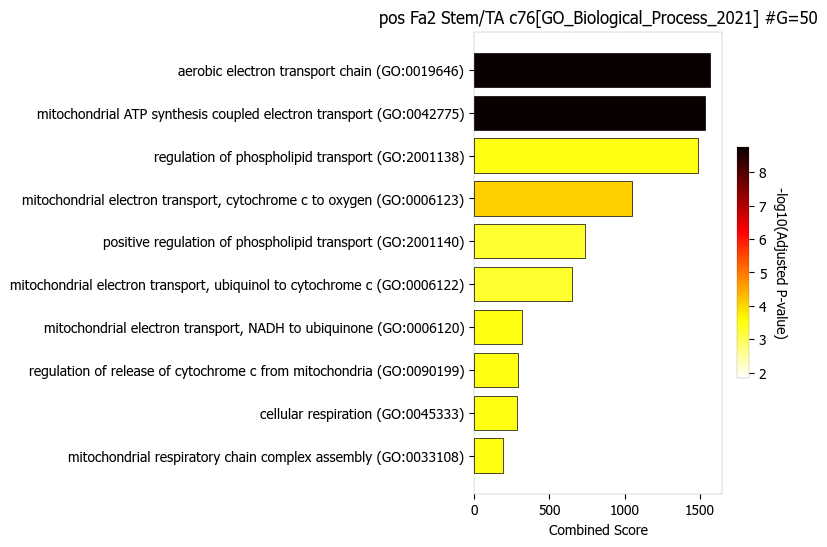 pos Fa2 Stem/TA c76[GO_Biological_Process_2021] #G=50
aerobic electron transport chain (GO:0019646)
mitochondrial ATP synthesis coupled electron transport (GO:0042775)
regulation of phospholipid transport (GO:2001138)
mitochondrial electron transport, cytochrome c to oxygen (GO:0006123)
positive regulation of phospholipid transport (GO:2001140)
mitochondrial electron transport, ubiquinol to cytochrome c (GO:0006122)
mitochondrial electron transport, NADH to ubiquinone (GO:0006120)
regulation of release of cytochrome c from mitochondria (GO:0090199)
cellular respiration (GO:0045333)
mitochondrial respiratory chain complex assembly (GO:0033108)
0 500 1000 1500
Combined Score
8
7
6
5
4
3
2
-log10(Adjusted P-value)